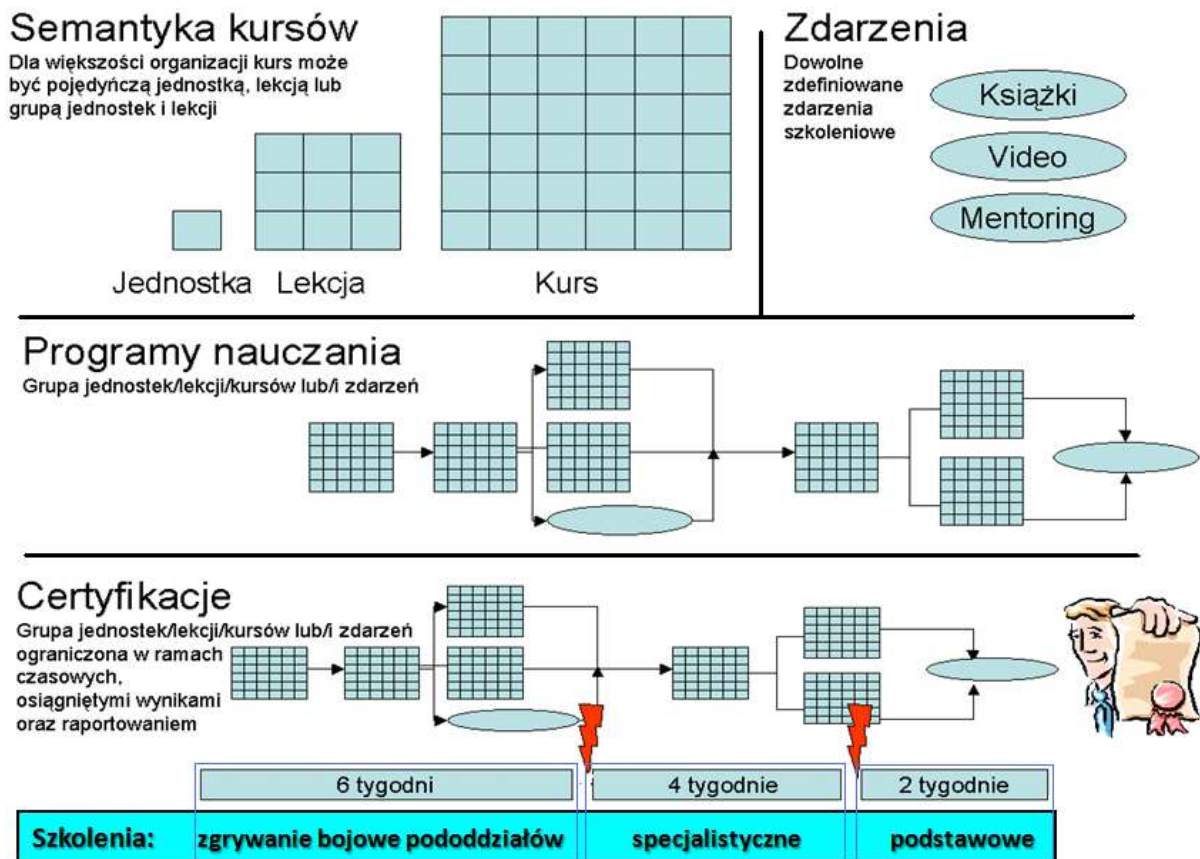 Semantyka kursów
Dla większości organizacji kurs może
być pojedyńczą jednostką, lekcją lub
grupą jednostek i lekcji
Jednostka
Lekcja
Kurs
Zdarzenia
Dowolne
zdefiniowane
zdarzenia
szkoleniowe
Książki
Video
Mentoring
Programy nauczania
Grupa jednostek/lekcji/kursów lub/i zdarzeń
Certyfikacje
Grupa jednostek/lekcji/kursów lub/i zdarzeń
ograniczona w ramach
czasowych,
osiągniętymi wynikami
oraz raportowaniem
6 tygodni
4 tygodnie
2 tygodnie
Szkolenia:
zgrywanie bojowe pododdziałów
specjalistyczne
podstawowe